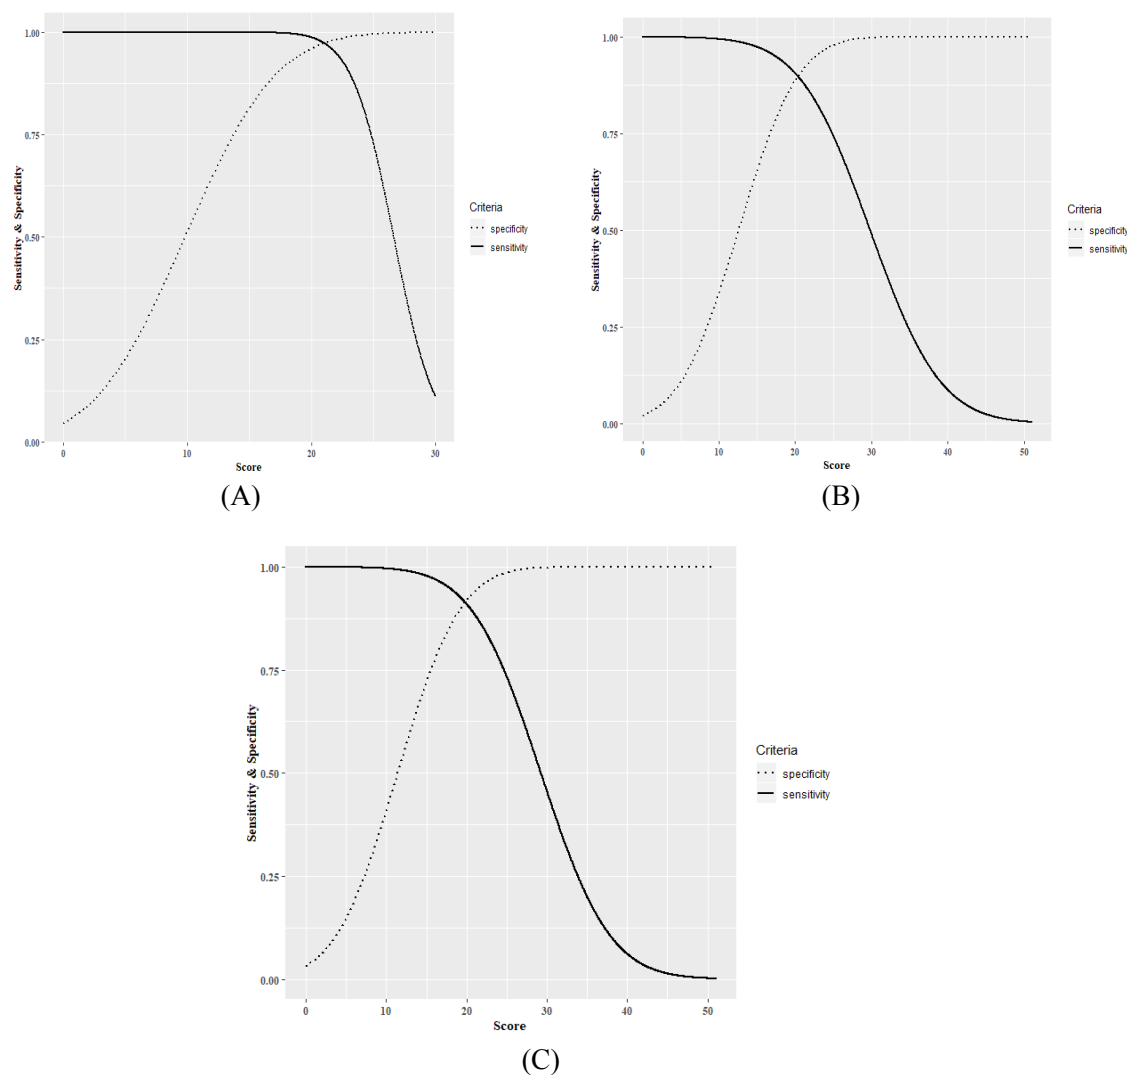 1.00
0.75
0.50
0.25
0.00
Sensitivity & Specificity
0 10 20 30
Score
Criteria
specificity
sensitivity
(A)
1.00
0.75
0.50
0.25
0.00
Sensitivity & Specificity
0 10 20 30 40 50
Score
Criteria
specificity
sensitivity
(B)
1.00
0.75
0.50
0.25
0.00
Sensitivity & Specificity
0 10 20 30 40 50
Score
Criteria
specificity
sensitivity
(C)